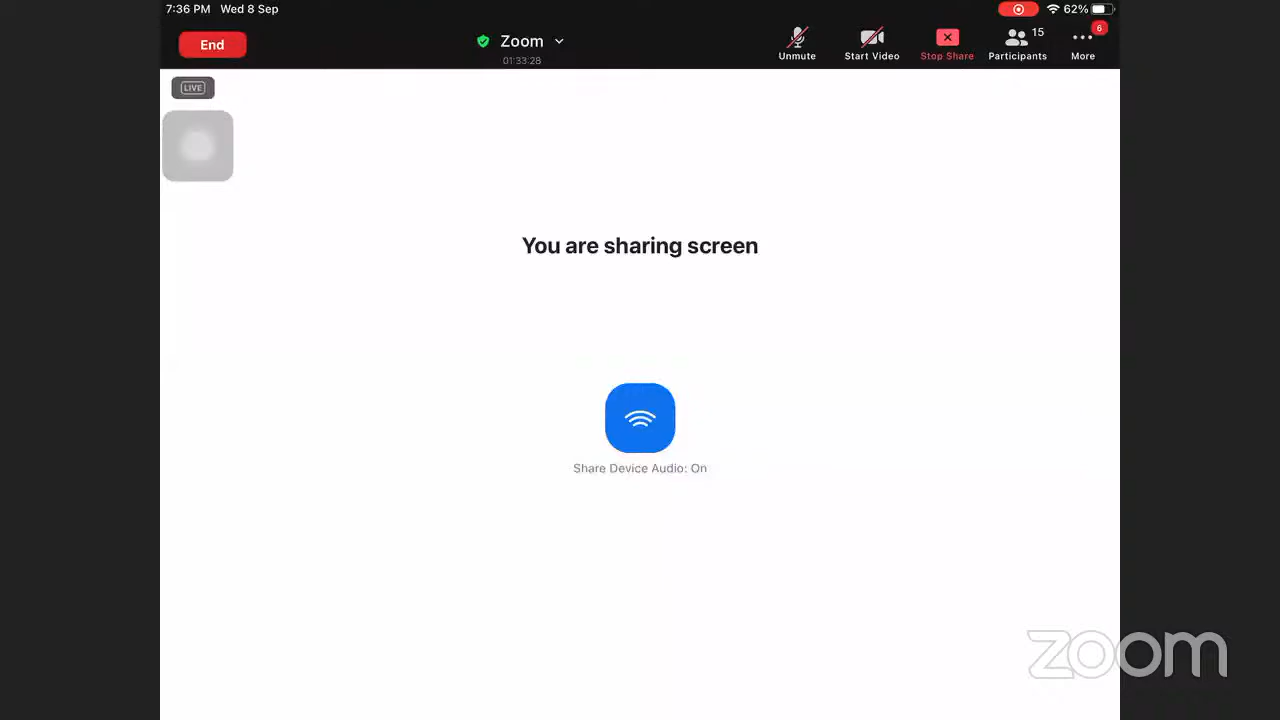 7:36 PM Wed 8 Sep
62%
End
Zoom
01:33:28
Unmute
Start Video
Stop Share
15
Participants
6
More
LIVE
You are sharing screen
Share Device Audio: On
zoom